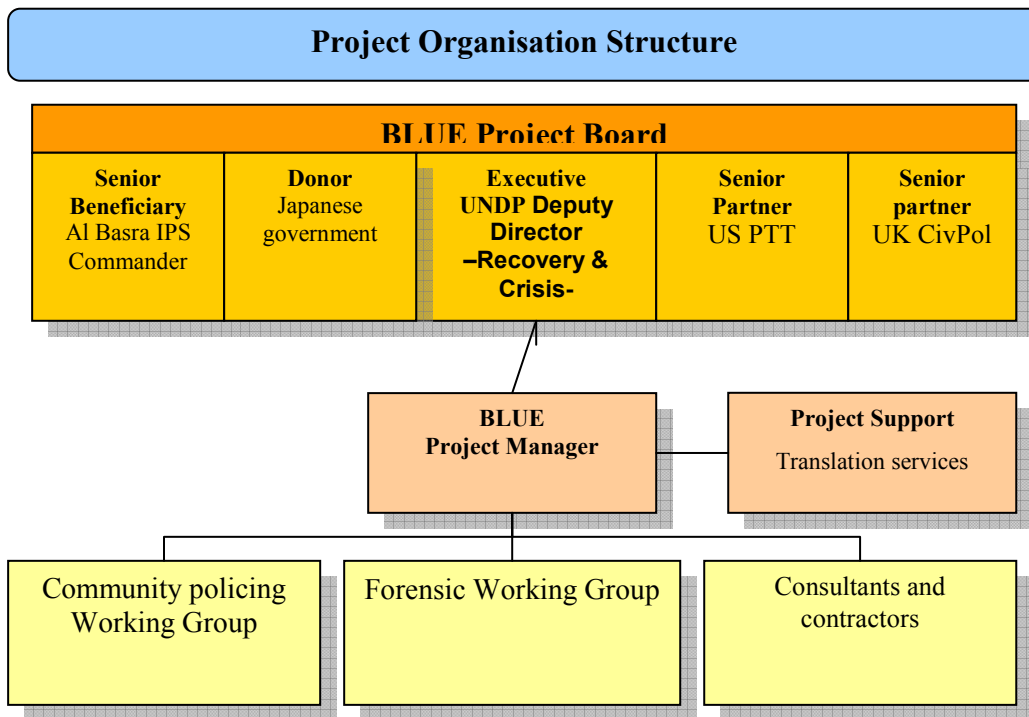 Project Organisation Structure
BLUE Project Board
Senior
Beneficiary
Al Basra IPS
Commander
Donor
Japanese
government
Executive
UNDP Deputy
Director
–Recovery &
Crisis-
Senior
Partner
US PTT
Senior
partner
UK CivPol
BLUE
Project Manager
Project Support
Translation services
Community policing
Working Group
Forensic Working Group
Consultants and
contractors